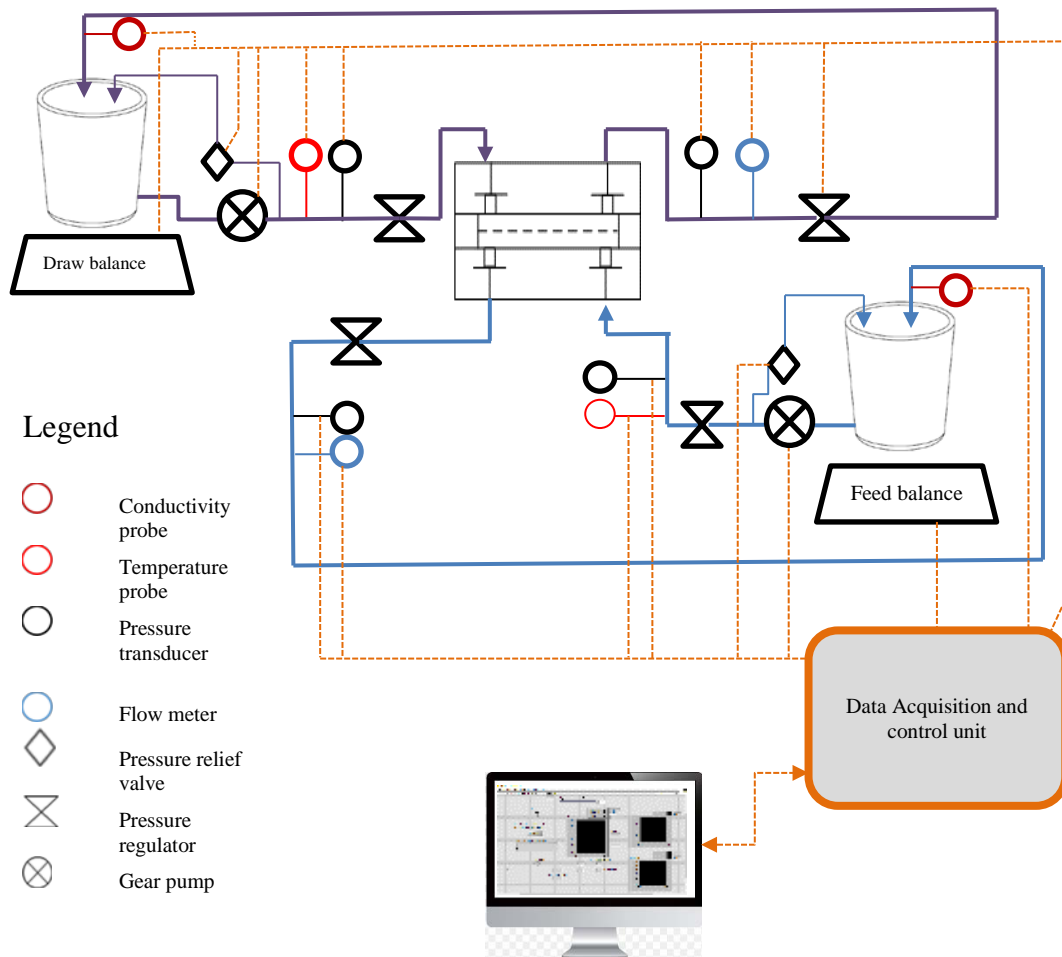 Draw balance
Feed balance
Legend
Conductivity
probe
Temperature
probe
Pressure
transducer
Flow meter
Pressure relief
valve
Pressure
regulator
Gear pump
Data Acquisition and
control unit